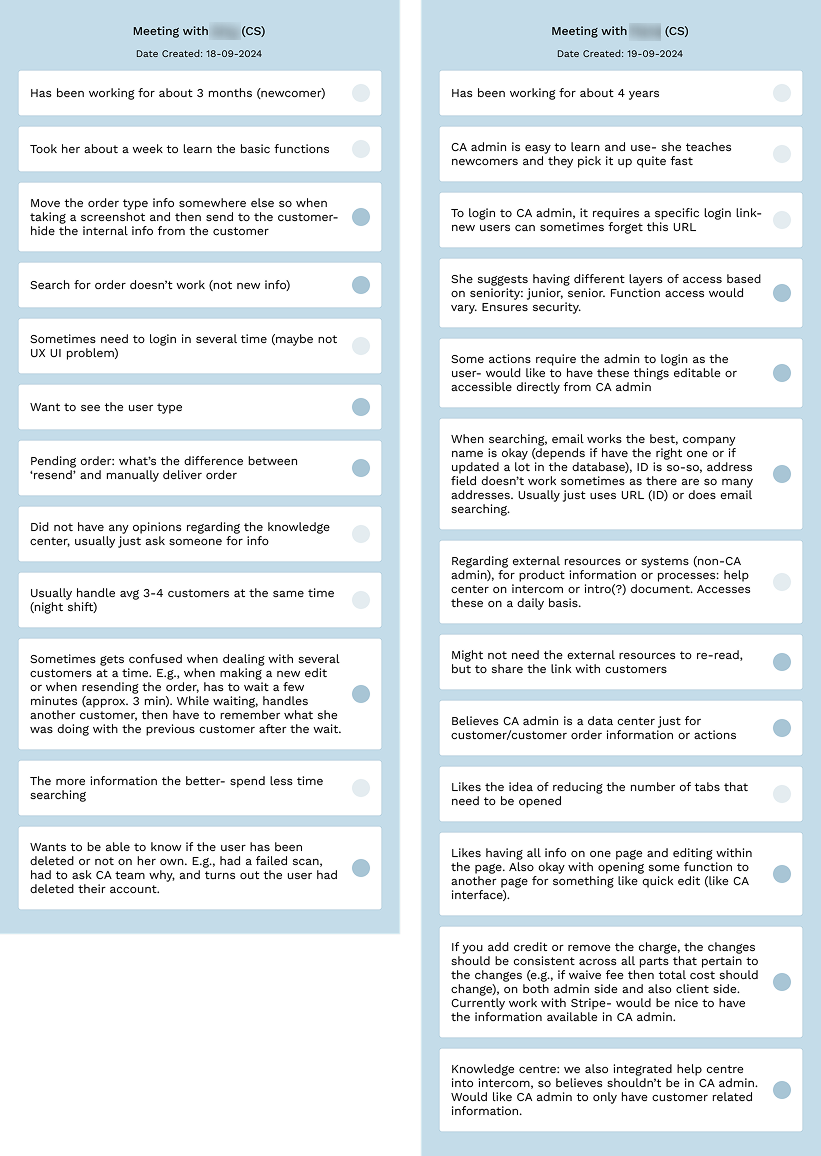 Meeting with (CS)
Date Created: 18-09-2024
Has been working for about 3 months (newcomer)
Took her about a week to learn the basic functions
Move the order type info somewhere else so when
taking a screenshot and then send to the customer-
hide the internal info from the customer
Search for order doesn’t work (not new info)
Sometimes need to login in several time (maybe not
UX UI problem)
Want to see the user type
Pending order: what’s the difference between
‘resend’ and manually deliver order
Did not have any opinions regarding the knowledge
center, usually just ask someone for info
Usually handle avg 3-4 customers at the same time
(night shift)
Sometimes gets confused when dealing with several
customers at a time. E.g., when making a new edit
or when resending the order, has to wait a few
minutes (approx. 3 min). While waiting, handles
another customer, then have to remember what she
was doing with the previous customer after the wait.
The more information the better- spend less time
searching
Wants to be able to know if the user has been
deleted or not on her own. E.g., had a failed scan,
had to ask CA team why, and turns out the user had
deleted their account.
Meeting with (CS)
Date Created: 19-09-2024
Has been working for about 4 years
CA admin is easy to learn and use- she teaches
newcomers and they pick it up quite fast
To login to CA admin, it requires a specific login link-
new users can sometimes forget this URL
She suggests having different layers of access based
on seniority: junior, senior. Function access would
vary. Ensures security.
Some actions require the admin to login as the
user- would like to have these things editable or
accessible directly from CA admin
When searching, email works the best, company
name is okay (depends if have the right one or if
updated a lot in the database), ID is so-so, address
field doesn’t work sometimes as there are so many
addresses. Usually just uses URL (ID) or does email
searching.
Regarding external resources or systems (non-CA
admin), for product information or processes: help
center on intercom or intro(?) document. Accesses
these on a daily basis.
Might not need the external resources to re-read,
but to share the link with customers
Believes CA admin is a data center just for
customer/customer order information or actions
Likes the idea of reducing the number of tabs that
need to be opened
Likes having all info on one page and editing within
the page. Also okay with opening some function to
another page for something like quick edit (like CA
interface).
If you add credit or remove the charge, the changes
should be consistent across all parts that pertain to
the changes (e.g., if waive fee then total cost should
change), on both admin side and also client side.
Currently work with Stripe- would be nice to have
the information available in CA admin.
Knowledge centre: we also integrated help centre
into intercom, so believes shouldn’t be in CA admin.
Would like CA admin to only have customer related
information.